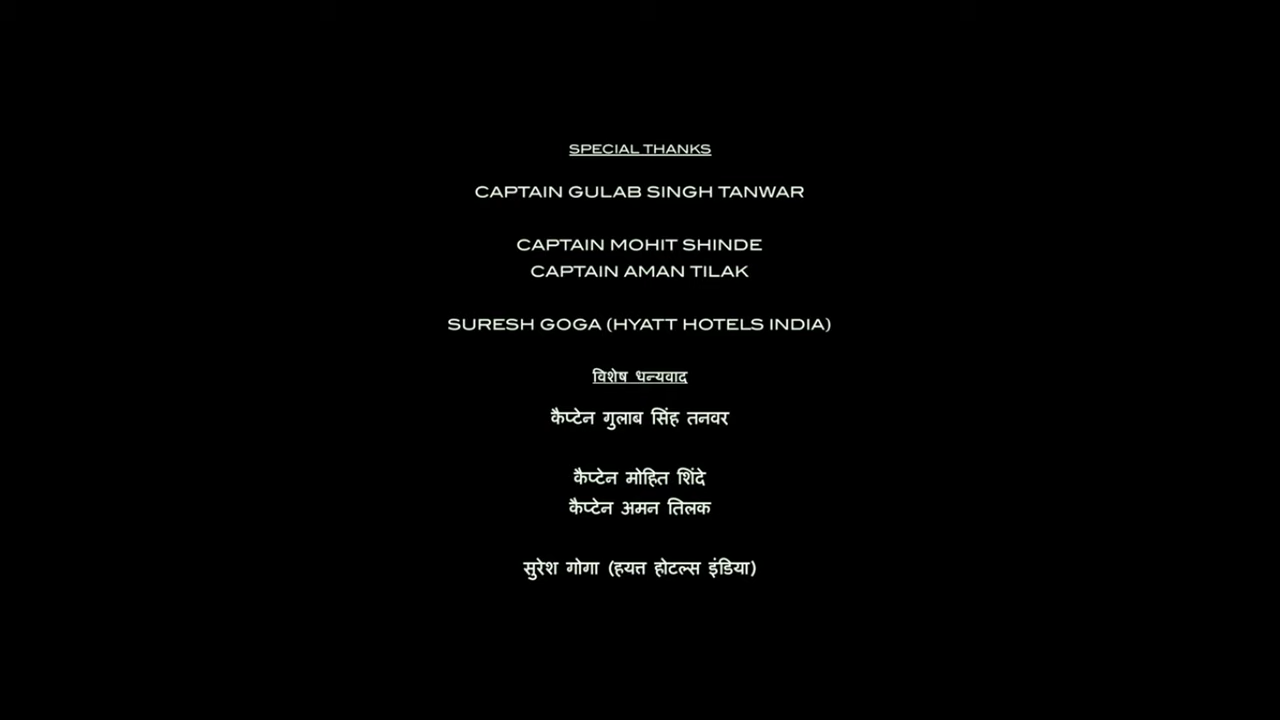 SPECIAL THANKS
CAPTAIN GULAB SINGH TANWAR
CAPTAIN MOHIT SHINDE
CAPTAIN AMAN TILAK
SURESH GOGA (HYATT HOTELS INDIA)
विशेष धन्यवाद
कैप्टेन गुलाब सिंह तनवर
कैप्टेन मोहित शिंदे
कैप्टेन अमन तिलक
सुरेश गोगा (हयत्त होटल्स इंडिया)